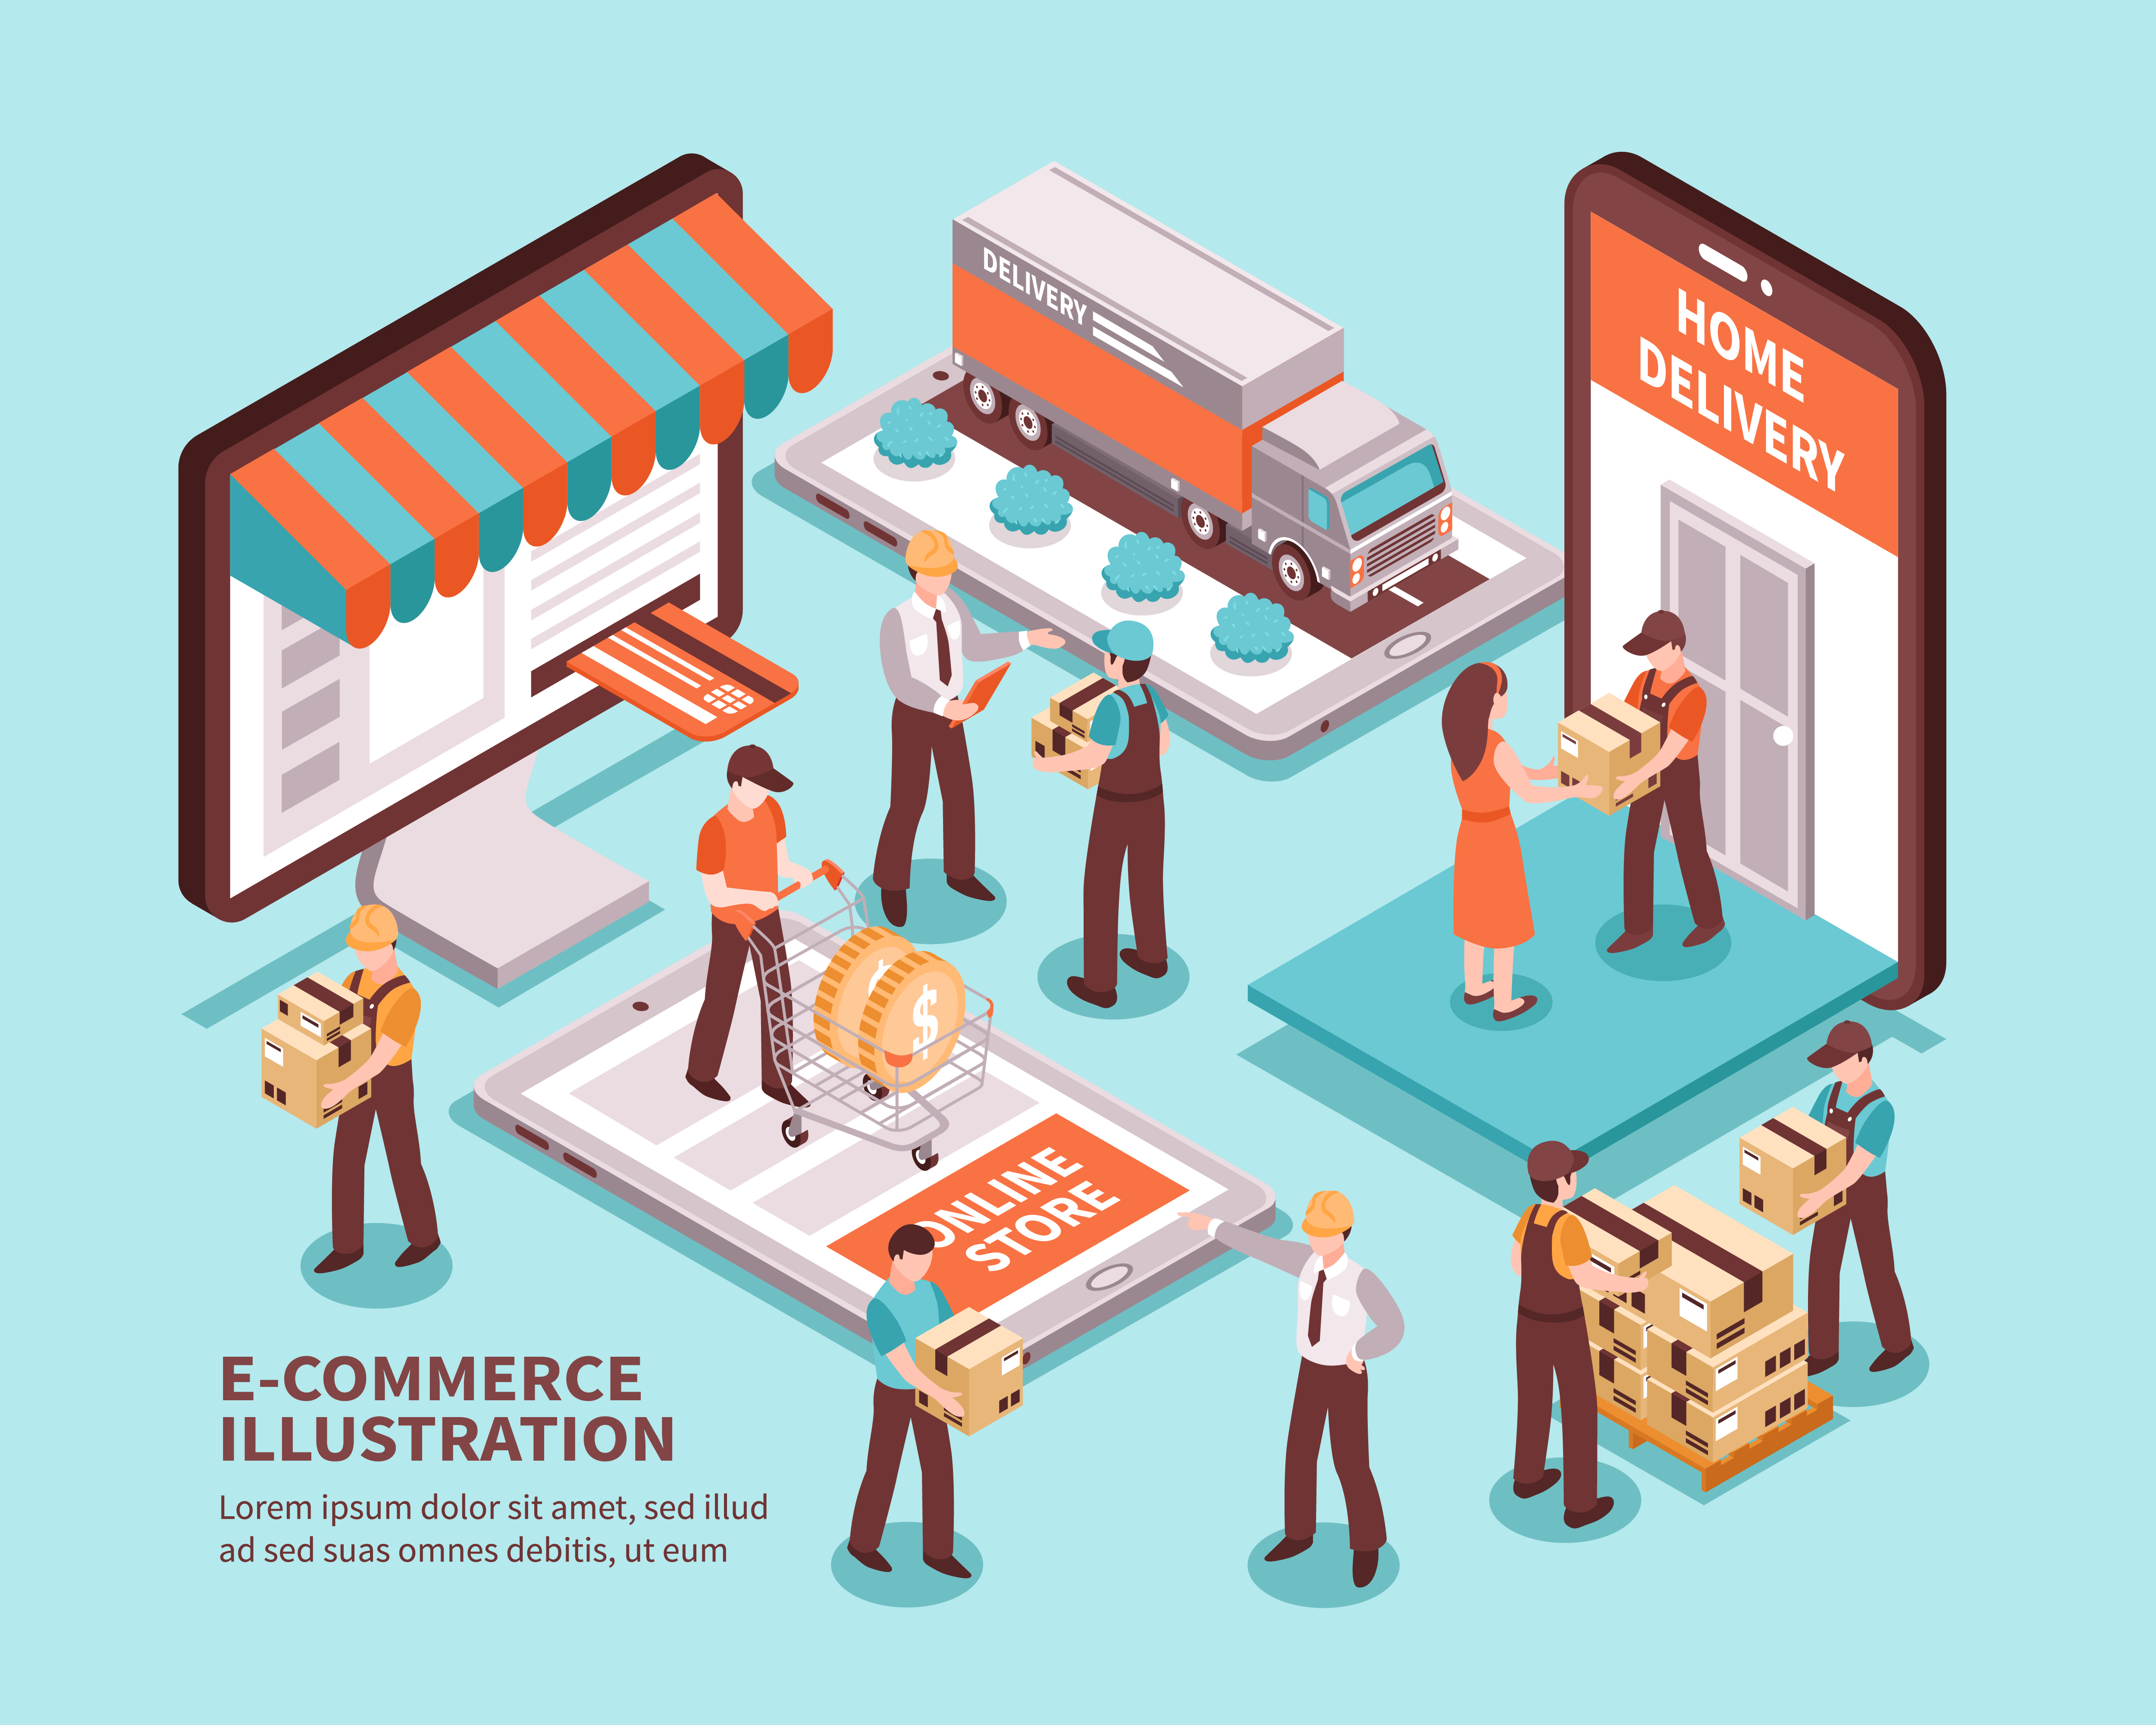 DELIVERY
HOME
DELIVERY
$
ONLINE
STORE
E-COMMERCE
ILLUSTRATION
Lorem ipsum dolor sit amet, sed illud
ad sed suas omnes debitis, ut eum